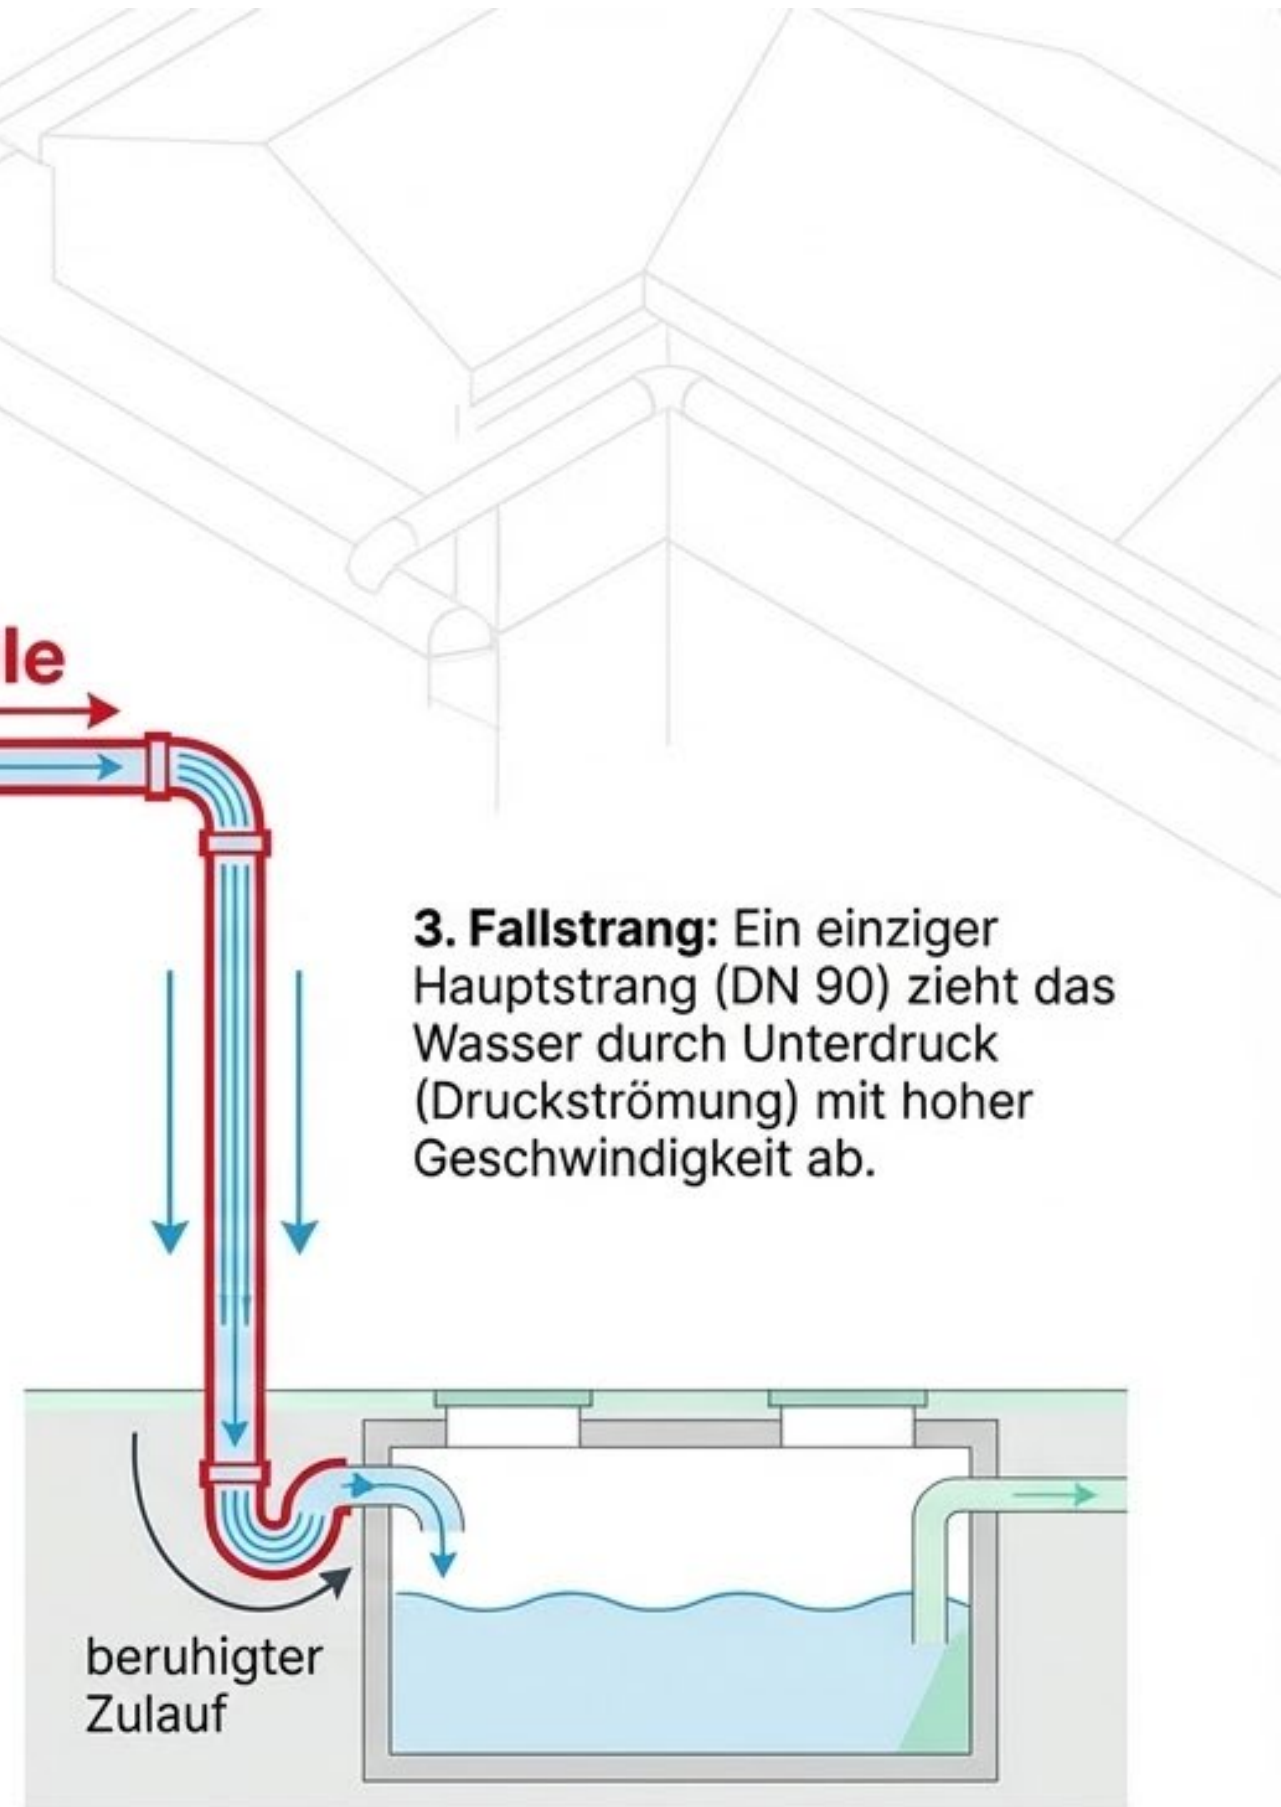 le
3. Fallstrang: Ein einziger
Hauptstrang (DN 90) zieht das
Wasser durch Unterdruck
(Druckströmung) mit hoher
Geschwindigkeit ab.
beruhigter
Zulauf